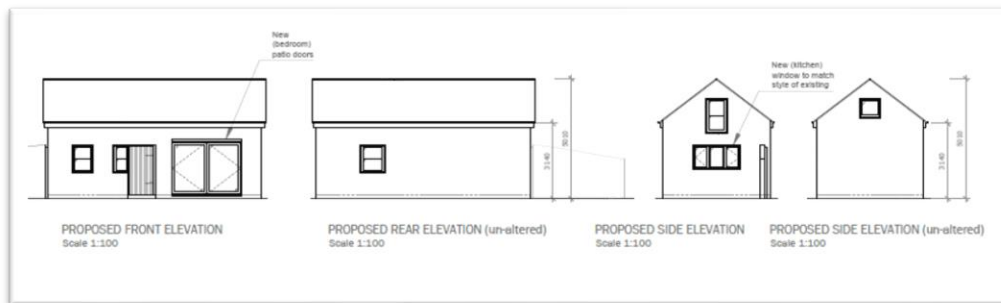 New
(bedroom)
patio doors
New (kitchen)
window to match
style of existing
3140
5010
3140
5010
PROPOSED FRONT ELEVATION
Scale 1:100
PROPOSED REAR ELEVATION (un-altered)
Scale 1:100
PROPOSED SIDE ELEVATION
Scale 1:100
PROPOSED SIDE ELEVATION (un-altered)
Scale 1:100